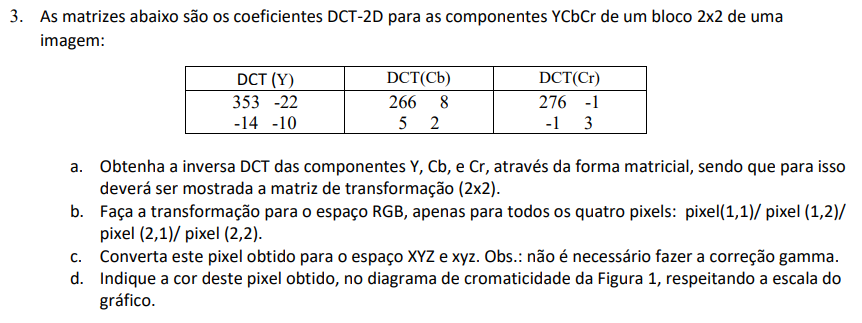 3. As matrizes abaixo são os coeficientes DCT-2D para as componentes YCbCr de um bloco 2x2 de uma
imagem:
DCT (Y) DCT(Cb) DCT(Cr)
353 -22 266 8 276 -1
-14 -10 5 2 -1 3
a. Obtenha a inversa DCT das componentes Y, Cb, e Cr, através da forma matricial, sendo que para isso
deverá ser mostrada a matriz de transformação (2x2).
b. Faça a transformação para o espaço RGB, apenas para todos os quatro pixels: pixel(1,1)/ pixel (1,2)/
pixel (2,1)/ pixel (2,2).
c. Converta este pixel obtido para o espaço XYZ e xyz. Obs.: não é necessário fazer a correção gamma.
d. Indique a cor deste pixel obtido, no diagrama de cromaticidade da Figura 1, respeitando a escala do
gráfico.